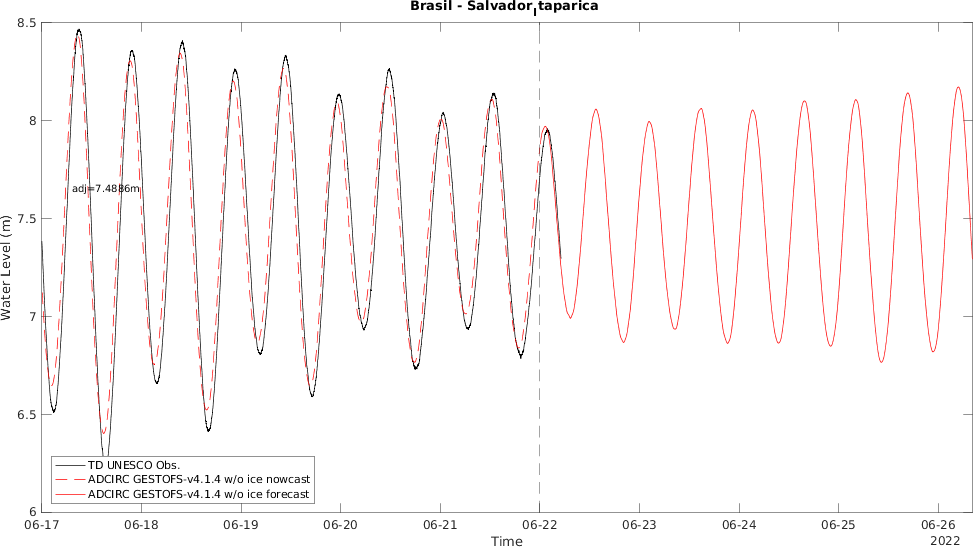 Brasil - Salvador_Itaparica
8.5
8
7.5
7
6.5
6
Water Level (m)
adj=7.4886m
TD UNESCO Obs.
ADCIRC GESTOFS-v4.1.4 w/o ice nowcast
ADCIRC GESTOFS-v4.1.4 w/o ice forecast
06-17 06-18 06-19 06-20 06-21 06-22 06-23 06-24 06-25 06-26
Time 2022